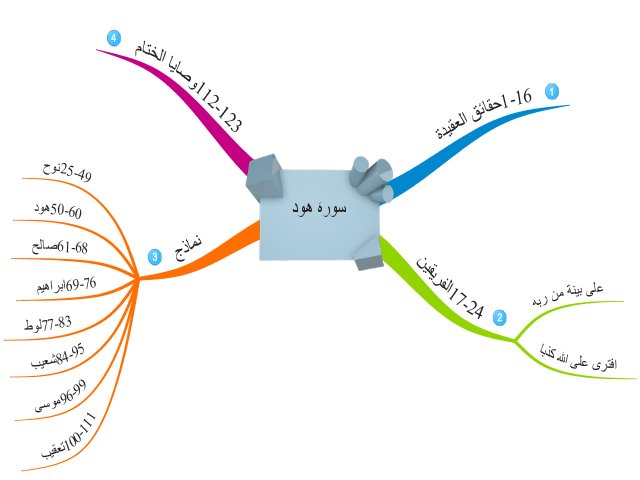 سورة هود
1
1-16حقائق العقيدة
2
17-24الفريقين
على بينة من ربه
افترى على الله كذبا
3
نماذج
25-49نوح
50-60هود
61-68صالح
69-76ابراهيم
77-83لوط
84-95شعيب
96-99موسى
100-111تعقيب
4
112-123وصايا الختام